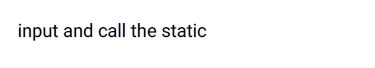 input and call the static